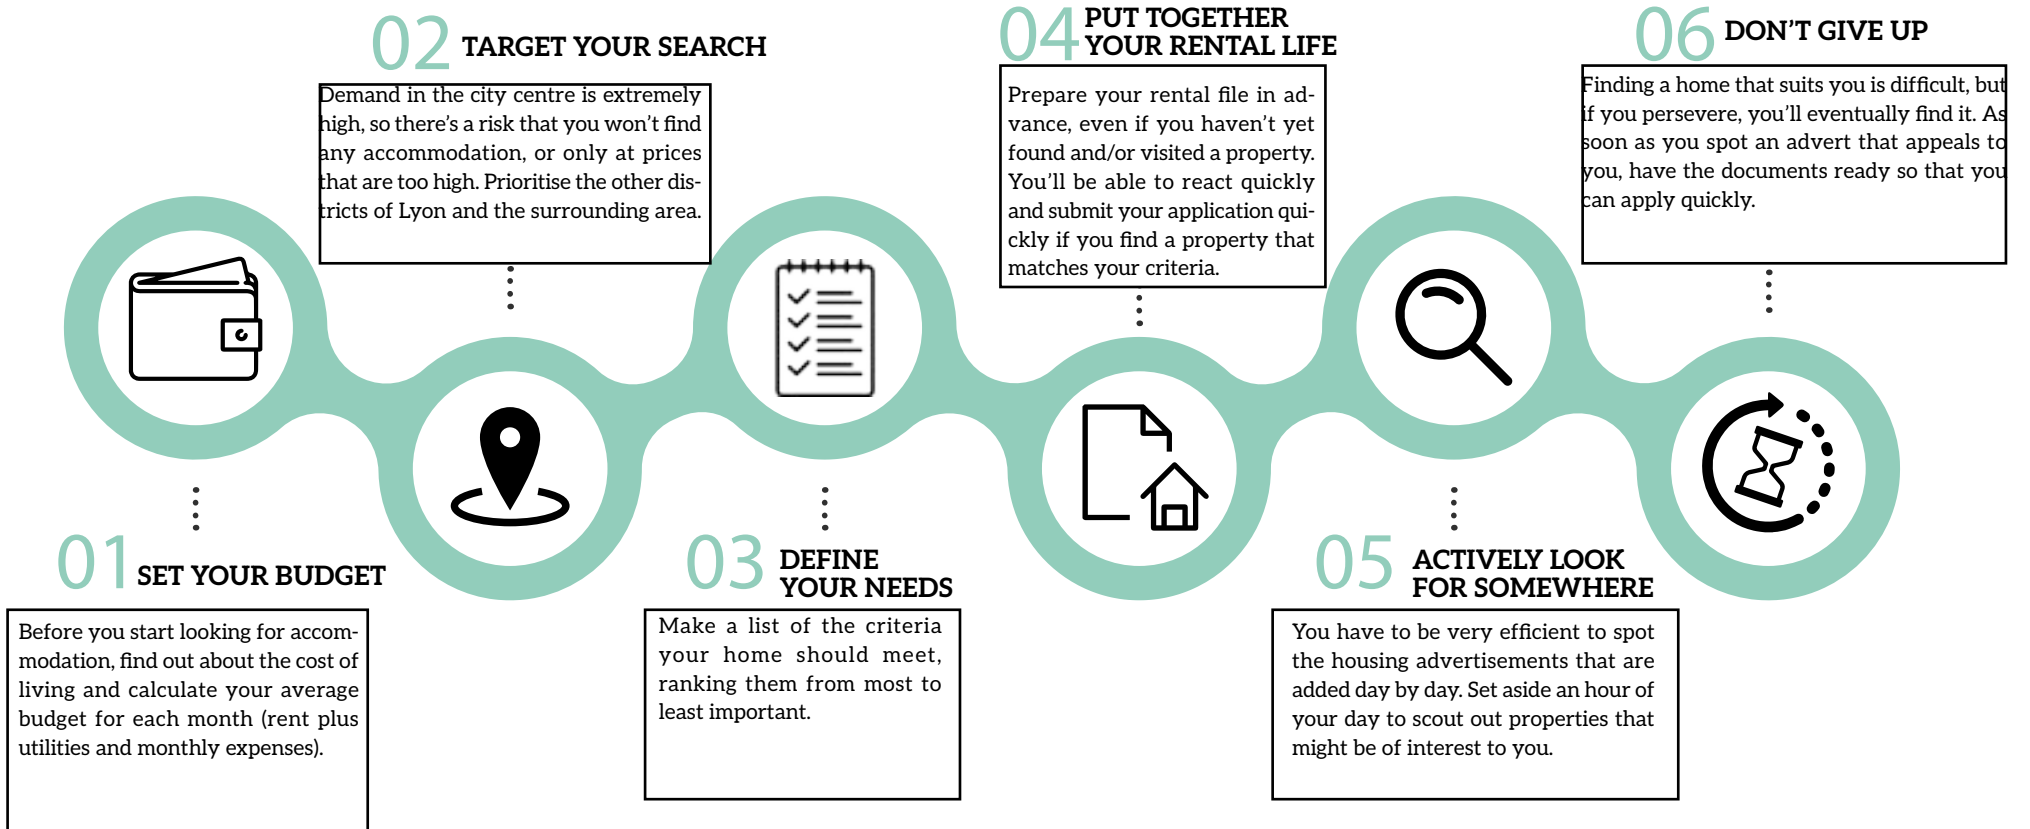 01
SET YOUR BUDGET
Before you start looking for accom-
modation, find out about the cost of
living and calculate your average
budget for each month (rent plus
utilities and monthly expenses).
02
TARGET YOUR SEARCH
Demand in the city centre is extremely
high, so there’s a risk that you won’t find
any accommodation, or only at prices
that are too high. Prioritise the other dis-
tricts of Lyon and the surrounding area.
03
DEFINE
YOUR NEEDS
Make a list of the criteria
your home should meet,
ranking them from most to
least important.
04
PUT TOGETHER
YOUR RENTAL LIFE
Prepare your rental file in ad-
vance, even if you haven’t yet
found and/or visited a property.
You’ll be able to react quickly
and submit your application qui-
ckly if you find a property that
matches your criteria.
05
ACTIVELY LOOK
FOR SOMEWHERE
You have to be very efficient to spot
the housing advertisements that are
added day by day. Set aside an hour of
your day to scout out properties that
might be of interest to you.
06
DON’T GIVE UP
Finding a home that suits you is difficult, but
if you persevere, you’ll eventually find it. As
soon as you spot an advert that appeals to
you, have the documents ready so that you
can apply quickly.